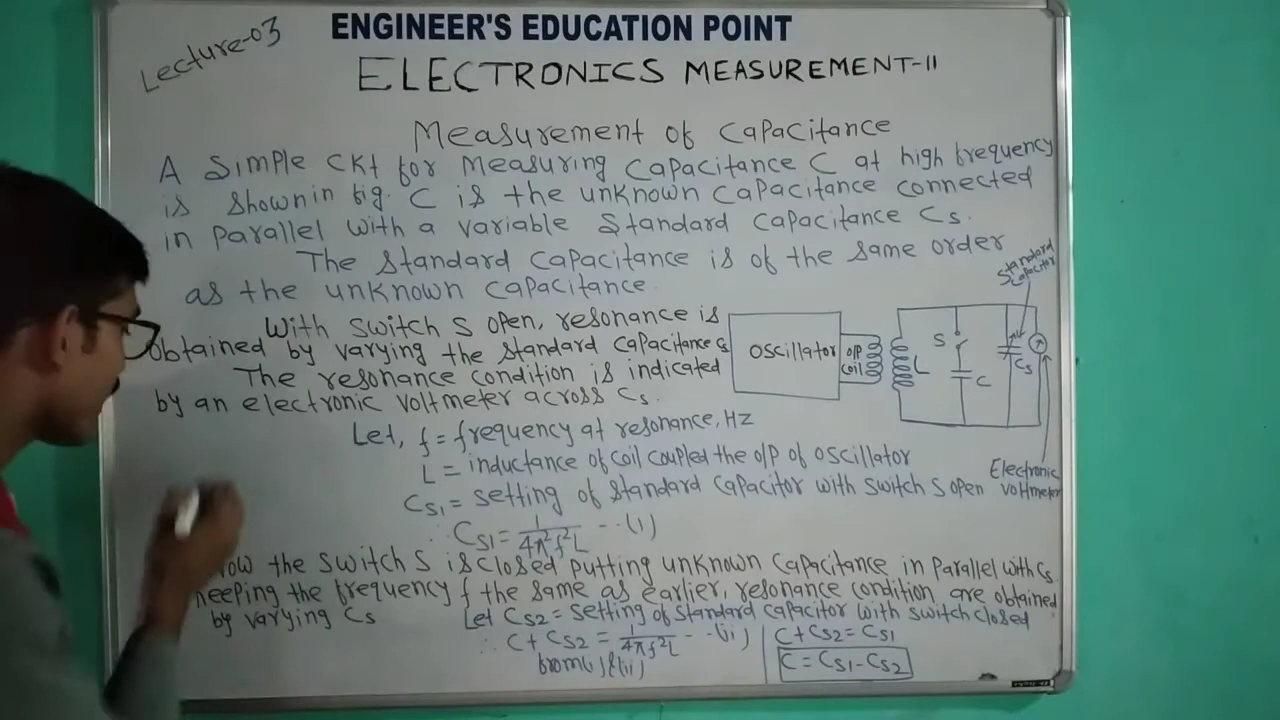 Lecture-03
ENGINEER'S EDUCATION POINT
ELECTRONICS MEASUREMENT-II
Measurement of Capacitance
A Simple CKt for Measuring Capacitance C at high frequency
is shown in fig. C is the unknown Capacitance connected
in Parallel with a variable Standard Capacitance Cs.
The Standard Capacitance is of the same order
as the unknown Capacitance.
With switch S open, resonance is
obtained by varying the standard capacitance Cs
The resonance condition is indicated
by an electronic voltmeter across Cs.
Standard
Capacitor
Oscillator
O/P
Coil
L
S
C
Cs
Electronic
voltmeter
Let, f = frequency at resonance, Hz
L = inductance of coil coupled the o/p of oscillator
Cs1 = setting of standard capacitor with switch S open
∴ Cs1 = 1/4π²f²L --(i)
the switch S is closed putting unknown Capacitance in Parallel with Cs.
keeping the frequency f the same as earlier, resonance condition are obtained
by varying Cs
Let Cs2 = setting of standard capacitor with switch closed
∴ C + Cs2 = 1/4πf²L --(ii)
from (i) & (ii)
C + Cs2 = Cs1
C = Cs1 - Cs2